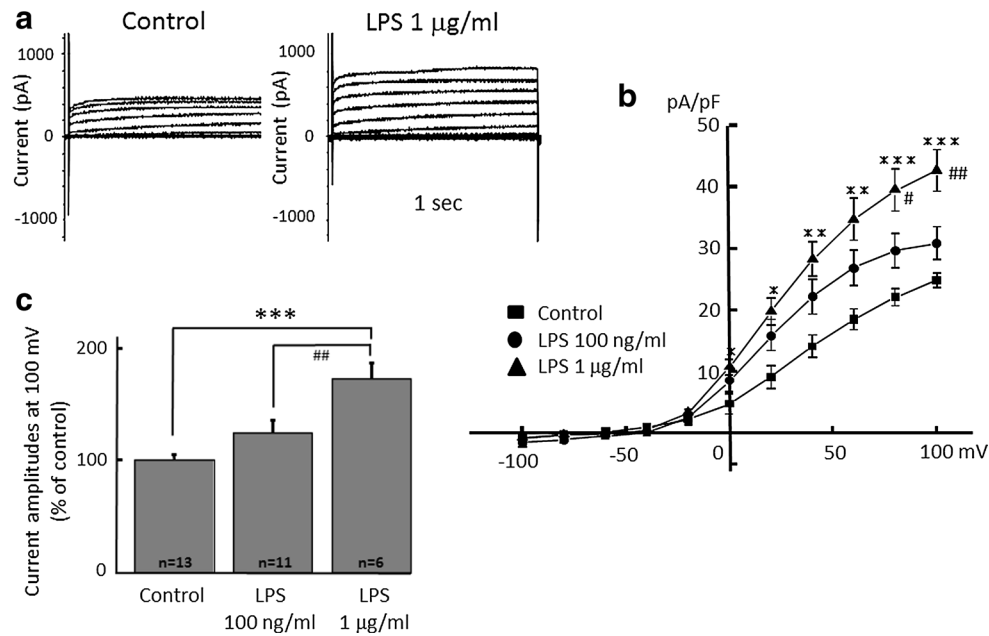 a
Control
LPS 1 µg/ml
Current (pA)
1000
0
-1000
Current (pA)
1000
0
-1000
1 sec
b
pA/pF
50
40
30
20
10
0
-100
-50
50
100 mV
* * * * * * * * * * * *
# ##
Control
LPS 100 ng/ml
LPS 1 µg/ml
c
Current amplitudes at 100 mV
(% of control)
200
100
0
***
##
n=13
n=11
n=6
Control
LPS
100 ng/ml
LPS
1 µg/ml